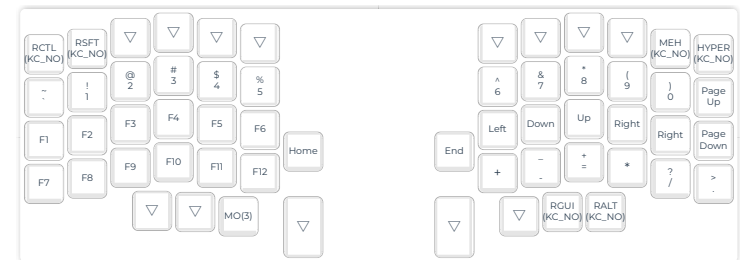 RCTL
(KC_NO)
RSFT
(KC_NO)
▽
▽
▽
▽
▽
▽
▽
▽
MEH
(KC_NO)
HYPER
(KC_NO)
~
`
!
1
@
2
#
3
$
4
%
5
^
6
&
7
*
8
(
9
)
0
Page
Up
F1
F2
F3
F4
F5
F6
Home
End
Left
Down
Up
Right
Right
Page
Down
F7
F8
F9
F10
F11
F12
+
_
-
+
=
*
?
/
>
.
▽
▽
MO(3)
▽
▽
▽
RGUI
(KC_NO)
RALT
(KC_NO)